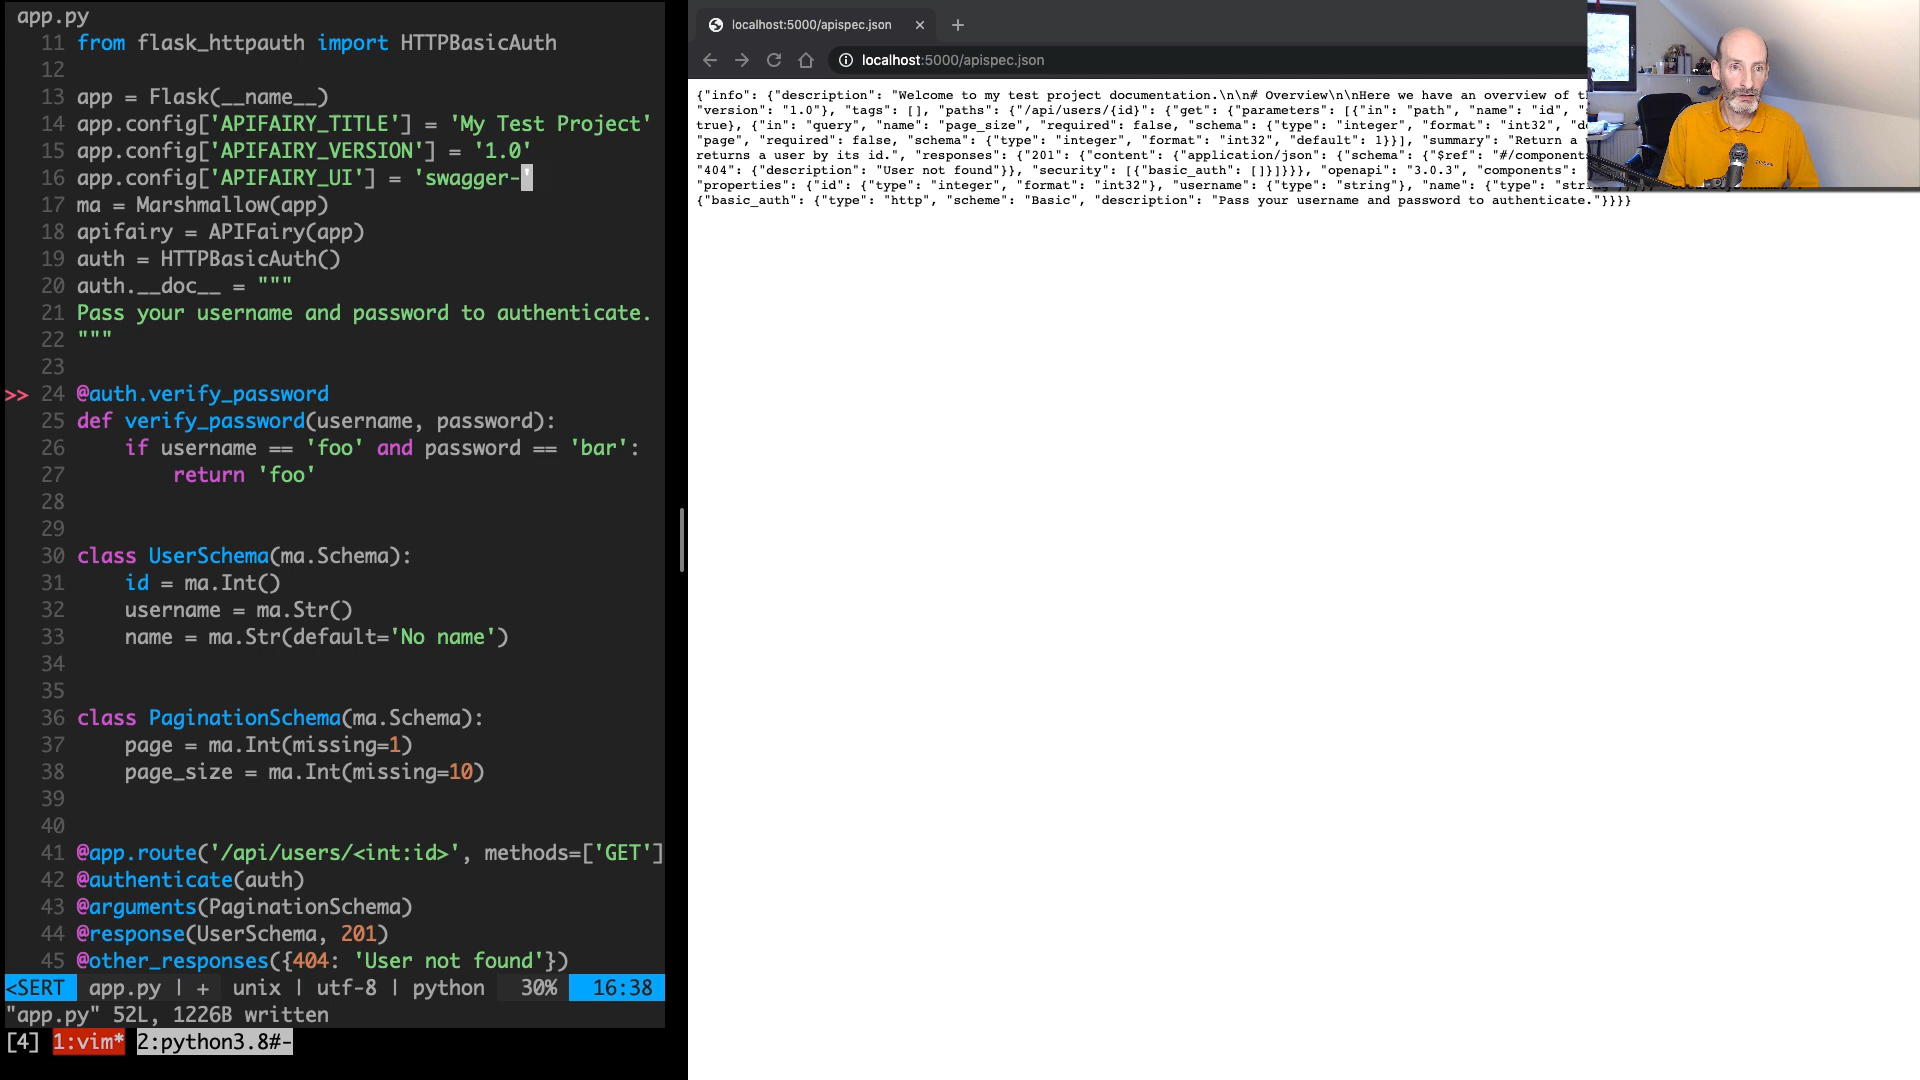 app.py
11 from flask_httpauth import HTTPBasicAuth
12
13 app = Flask(__name__)
14 app.config['APIFAIRY_TITLE'] = 'My Test Project'
15 app.config['APIFAIRY_VERSION'] = '1.0'
16 app.config['APIFAIRY_UI'] = 'swagger-'
17 ma = Marshmallow(app)
18 apifairy = APIFairy(app)
19 auth = HTTPBasicAuth()
20 auth.__doc__ = """
21 Pass your username and password to authenticate.
22 """
23
>> 24 @auth.verify_password
25 def verify_password(username, password):
26     if username == 'foo' and password == 'bar':
27         return 'foo'
28
29
30 class UserSchema(ma.Schema):
31     id = ma.Int()
32     username = ma.Str()
33     name = ma.Str(default='No name')
34
35
36 class PaginationSchema(ma.Schema):
37     page = ma.Int(missing=1)
38     page_size = ma.Int(missing=10)
39
40
41 @app.route('/api/users/<int:id>', methods=['GET']
42 @authenticate(auth)
43 @arguments(PaginationSchema)
44 @response(UserSchema, 201)
45 @other_responses({404: 'User not found'})
<SERT app.py | + unix | utf-8 | python 30% 16:38
"app.py" 52L, 1226B written
[4] 1:vim* 2:python3.8#-
localhost:5000/apispec.json
localhost:5000/apispec.json
{"info": {"description": "Welcome to my test project documentation.\n\n# Overview\n\nHere we have an overview of
"version": "1.0"}, "tags": [], "paths": {"/api/users/{id}": {"get": {"parameters": [{"in": "path", "name": "id",
true}, {"in": "query", "name": "page_size", "required": false, "schema": {"type": "integer", "format": "int32",
"page", "required": false, "schema": {"type": "integer", "format": "int32", "default": 1}}], "summary": "Return a
returns a user by its id.", "responses": {"201": {"content": {"application/json": {"schema": {"$ref": "#/components
"404": {"description": "User not found"}}, "security": [{"basic_auth": []}]}}}, "openapi": "3.0.3", "components":
"properties": {"id": {"type": "integer", "format": "int32"}, "username": {"type": "string"}, "name": {"type":
{"basic_auth": {"type": "http", "scheme": "Basic", "description": "Pass your username and password to authenticate."}}}}